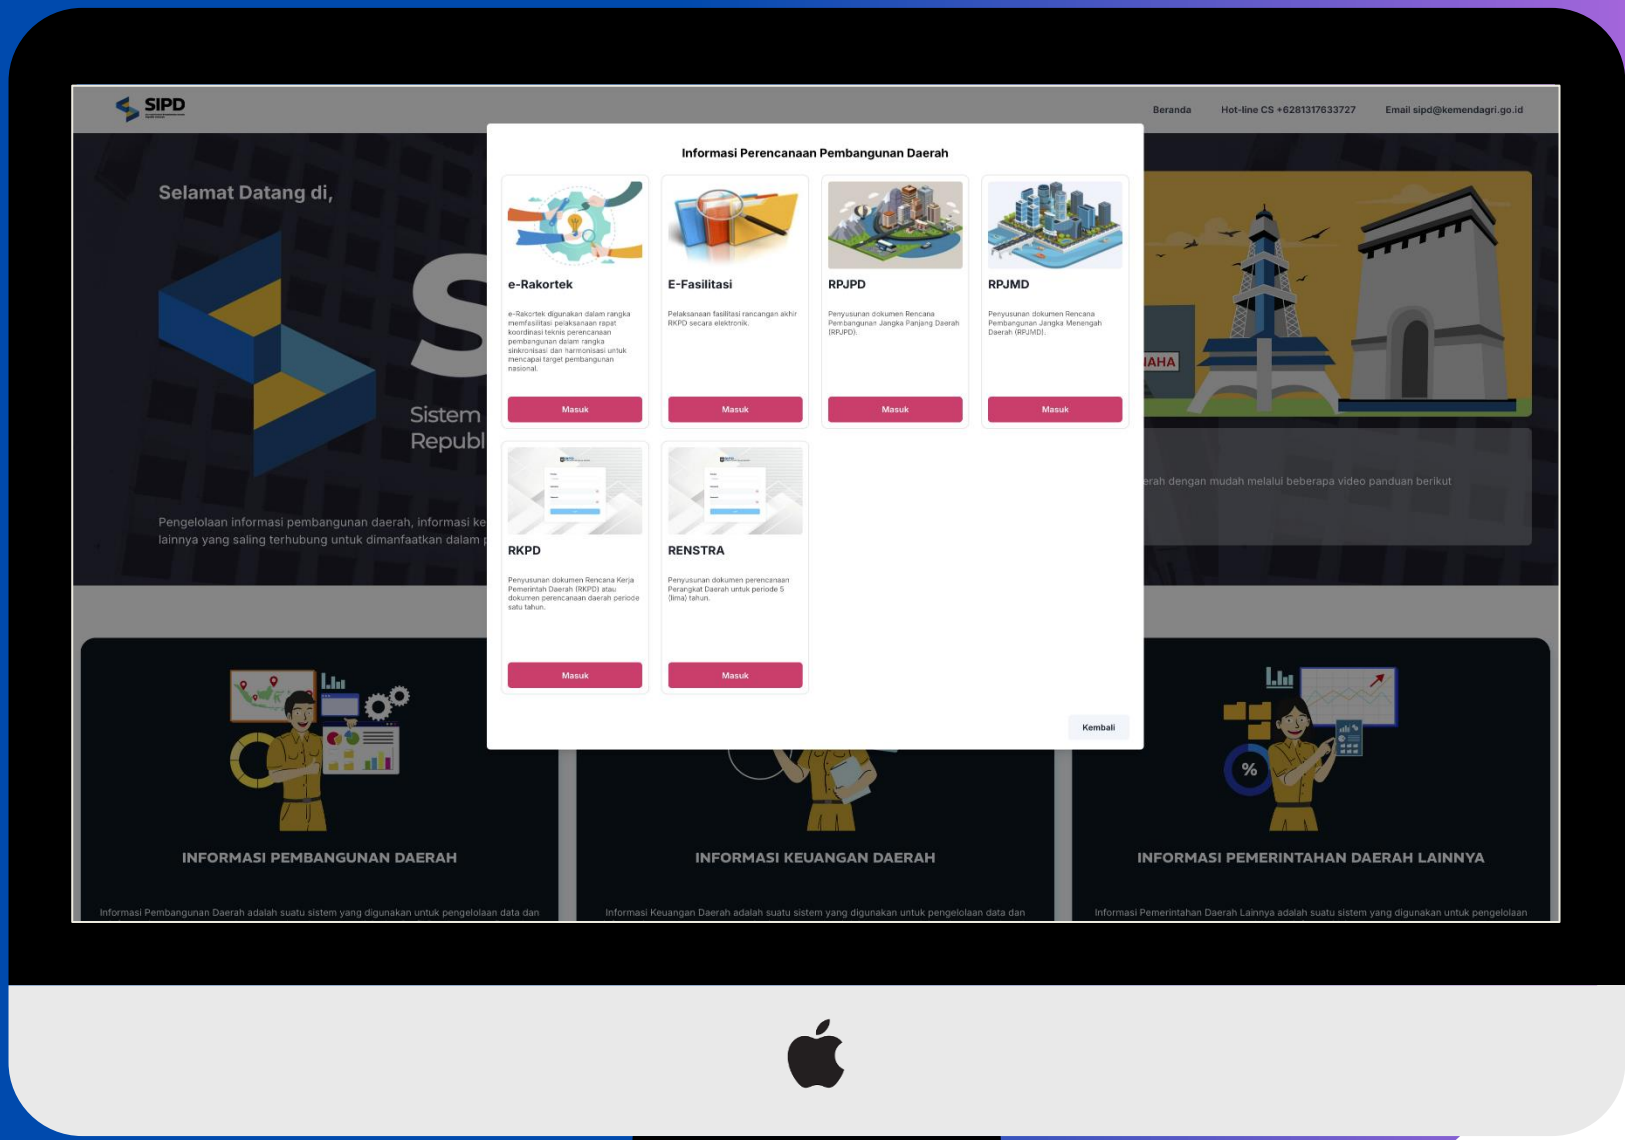 SIPD
Beranda
Hot-line CS +6281317633727
Email sipd@kemendagri.go.id
Selamat Datang di,
S
Sistem
Republ
Pengelolaan informasi pembangunan daerah, informasi ke
lainnya yang saling terhubung untuk dimanfaatkan dalam p
Informasi Perencanaan Pembangunan Daerah
e-Rakortek
e-Rakortek digunakan dalam rangka
memfasilitasi pelaksanaan rapat
koordinasi teknis perencanaan
pembangunan dalam rangka
sinkronisasi dan harmonisasi untuk
mencapai target pembangunan
nasional.
Masuk
E-Fasilitasi
Pelaksanaan fasilitasi rancangan akhir
RKPD secara elektronik.
Masuk
RPJPD
Penyusunan dokumen Rencana
Pembangunan Jangka Panjang Daerah
(RPJPD).
Masuk
RPJMD
Penyusunan dokumen Rencana
Pembangunan Jangka Menengah
Daerah (RPJMD).
Masuk
RKPD
Penyusunan dokumen Rencana Kerja
Pemerintah Daerah (RKPD) atau
dokumen perencanaan daerah periode
satu tahun.
Masuk
RENSTRA
Penyusunan dokumen perencanaan
Perangkat Daerah untuk periode 5
(lima) tahun.
Masuk
Kembali
AHA
erah dengan mudah melalui beberapa video panduan berikut
INFORMASI PEMBANGUNAN DAERAH
Informasi Pembangunan Daerah adalah suatu sistem yang digunakan untuk pengelolaan data dan
INFORMASI KEUANGAN DAERAH
Informasi Keuangan Daerah adalah suatu sistem yang digunakan untuk pengelolaan data dan
%
INFORMASI PEMERINTAHAN DAERAH LAINNYA
Informasi Pemerintahan Daerah Lainnya adalah suatu sistem yang digunakan untuk pengelolaan